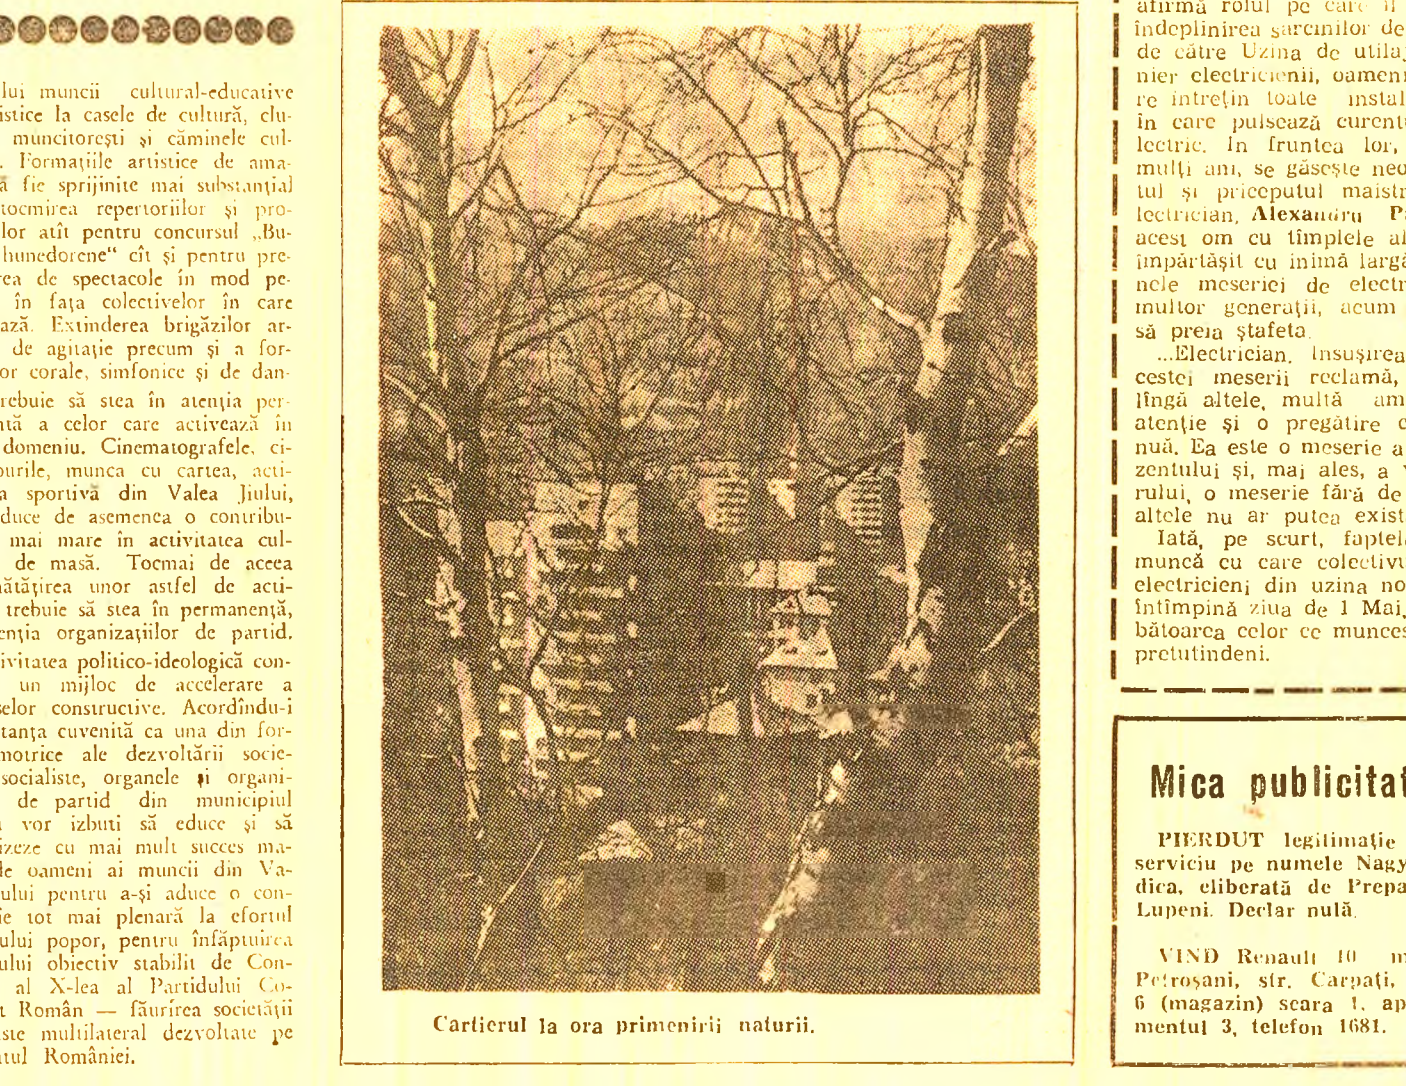 lui muncii cultural-educative
istice la casele de cultură, clu-
muncitorești și căminele cul-
. Formațiile artistice de ama-
ă fie sprijinite mai substanțial
tocmirea repertoriilor și pro-
lor atît pentru concursul „Bu-
hunedorene“ cît și pentru pre-
rea de spectacole în mod pe-
în fața colectivelor în care
ază. Extinderea brigăzilor ar-
de agitație precum și a for-
or corale, simfonice și de dan-
rebuie să stea în atenția per-
tă a celor care activează în
domeniu. Cinematografele, ci-
burile, munca cu cartea, acti-
a sportivă din Valea Jiului,
duce de asemenea o contribu-
mai mare în activitatea cul-
de masă. Tocmai de aceea
nătățirea unor astfel de acti-
trebuie să stea în permanență,
enția organizațiilor de partid.
ivitatea politico-ideologică con-
un mijloc de accelerare a
selor constructive. Acordîndu-i
tanța cuvenită ca una din for-
motrice ale dezvoltării socie-
socialiste, organele și organi-
de partid din municipiul
vor izbuti să educe și să
izeze cu mai mult succes ma-
le oameni ai muncii din Va-
ului pentru a-și aduce o con-
ie tot mai plenară la efortul
ului popor, pentru înfăptuirea
ului obiectiv stabilit de Con-
al X-lea al Partidului Co-
t Român — făurirea societății
iste multilateral dezvoltate pe
tul României.
Cartierul la ora primenirii naturii.
afirmă rolul pe care îl
îndeplinirea sarcinilor de
de către Uzina de utilaj
nier electricienii, oameni
re întrețin toate instal
în care pulsează curent
lectric. In fruntea lor,
mulți ani, se găsește neo
tul și priceputul maistr
lectrician, Alexandru P
acest om cu tîmplele al
împărtășit cu inimă largă
nele meseriei de electr
multor generații, acum
să preia ștafeta.
...Electrician. Insușirea
cestei meserii reclamă,
lîngă altele, multă am
atenție și o pregătire c
nuă. Ea este o meserie a
zentului și, mai ales, a v
rului, o meserie fără de
altele nu ar putea exist
Iată, pe scurt, faptele
muncă cu care colectivu
electricieni din uzina no
întîmpină ziua de 1 Mai,
bătoarea celor ce munces
pretutindeni.
Mica publicitat
PIERDUT legitimație
serviciu pe numele Nagy
dica, eliberată de Prepa
Lupeni. Declar nulă.
VIND Renault 10 m
Petroșani, str. Carpați,
6 (magazin) scara 1, ap
mentul 3, telefon 1681.